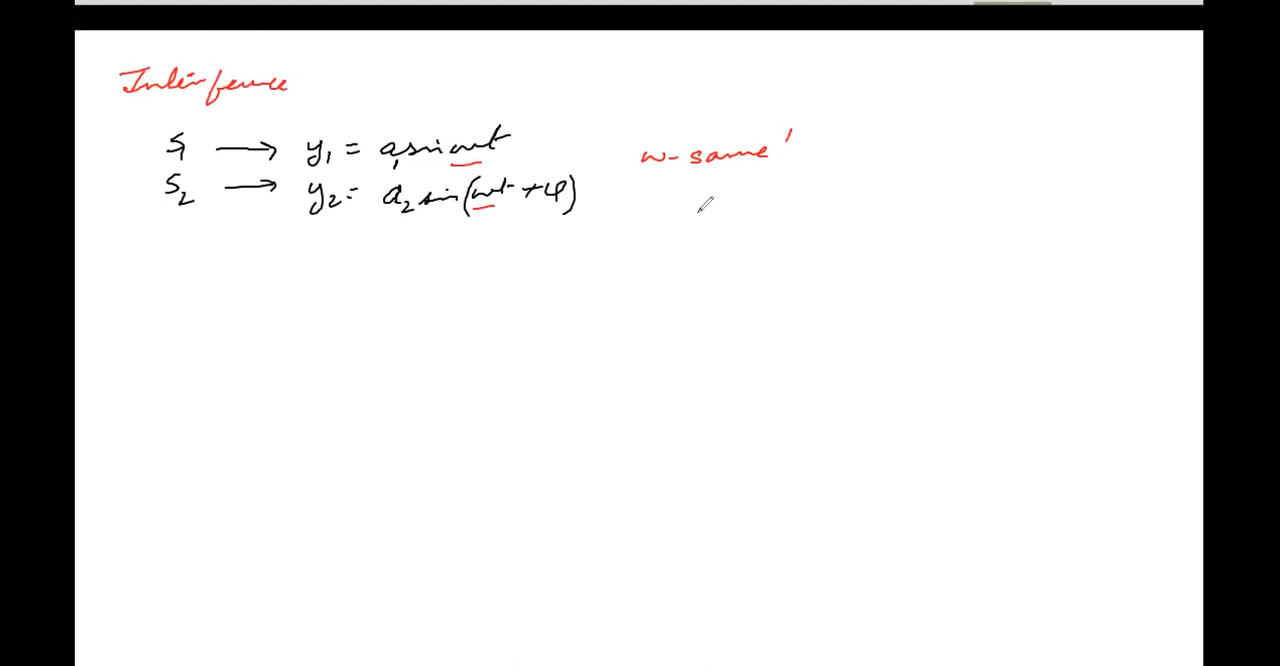 Interference
S₁ → y₁ = a₁ sin ωt
ω - same '
S₂ → y₂ = a₂ sin(ωt + φ)